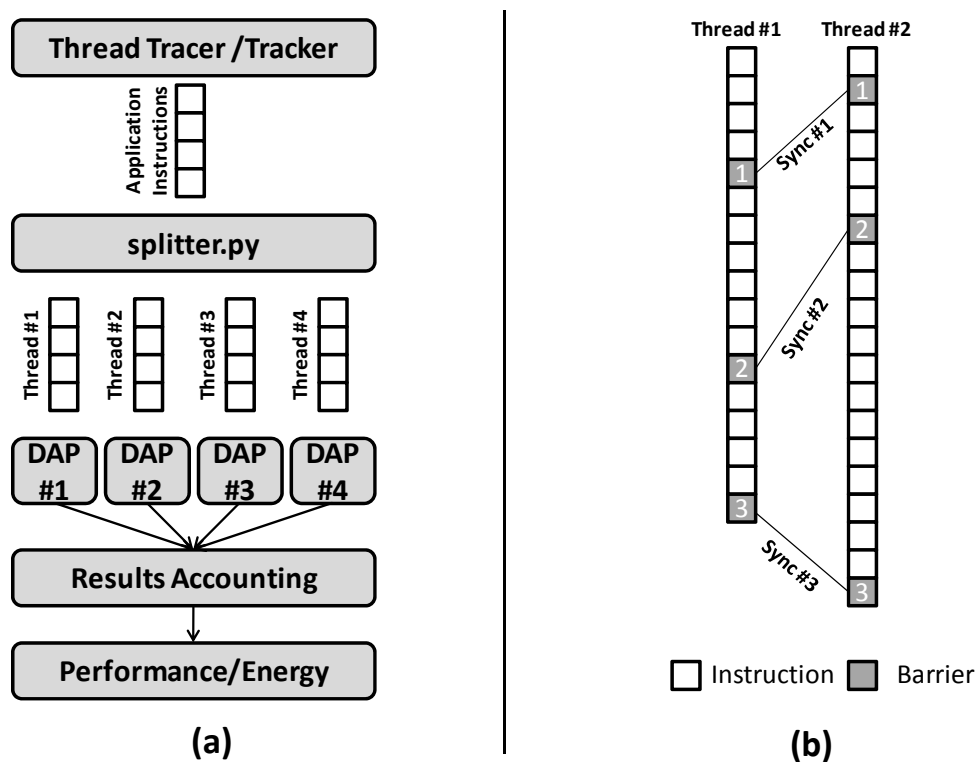 Thread Tracer /Tracker
Application
Instructions
splitter.py
Thread #1
Thread #2
Thread #3
Thread #4
DAP
#1
DAP
#2
DAP
#3
DAP
#4
Results Accounting
Performance/Energy
(a)
Thread #1
Thread #2
1
Sync #1
1
2
Sync #2
2
3
Sync #3
3
Instruction
Barrier
(b)